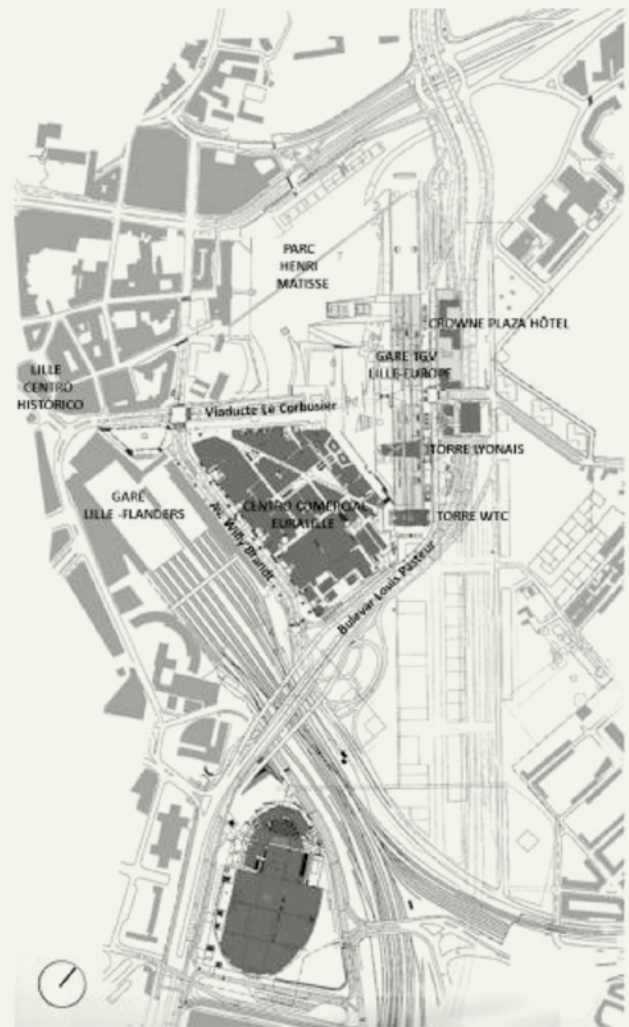 PARC
HENRI
MATISSE
7
CROWNE PLAZA HÔTEL
GARE TGV
LILLE-EUROPE
LILLE
CENTRO
HISTÓRICO
Viaducte Le Corbusier
TORRE LYONAIS
GARE
LILLE -FLANDERS
CENTRO COMERCIAL
EURALILLE
Av. Willy Brandt
TORRE WTC
Bulevar Louis Pasteur